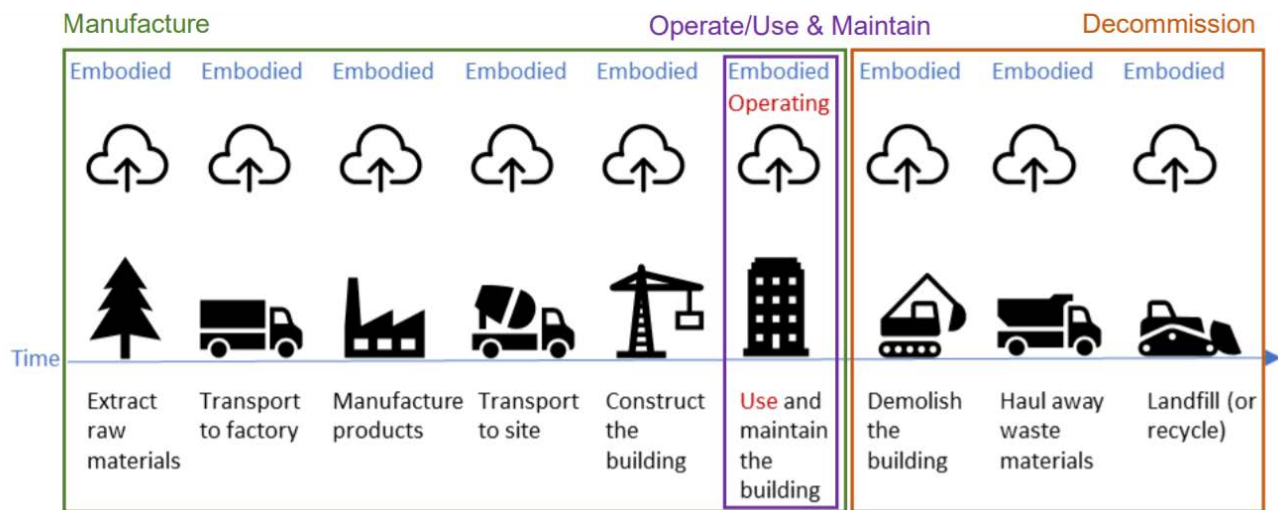 Manufacture
Operate/Use & Maintain
Decommission
Embodied
Embodied
Embodied
Embodied
Embodied
Embodied
Operating
Embodied
Embodied
Embodied
Time
Extract
raw
materials
Transport
to factory
Manufacture
products
Transport
to site
Construct
the
building
Use and
maintain
the
building
Demolish
the
building
Haul away
waste
materials
Landfill (or
recycle)